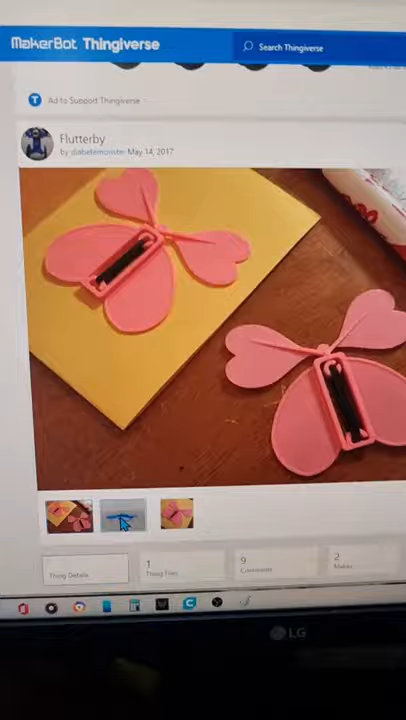 MakerBot Thingiverse
Search Thingiverse
Ad to Support Thingiverse
Flutterby
by diabetemonster May 14, 2017
Thing Details
1
Thing Files
9
Comments
2
Makes
LG